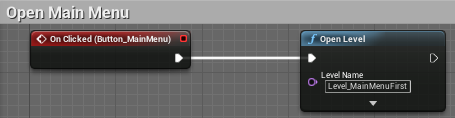 Open Main Menu
On Clicked (Button_MainMenu)
Open Level
Level Name
Level_MainMenuFirst